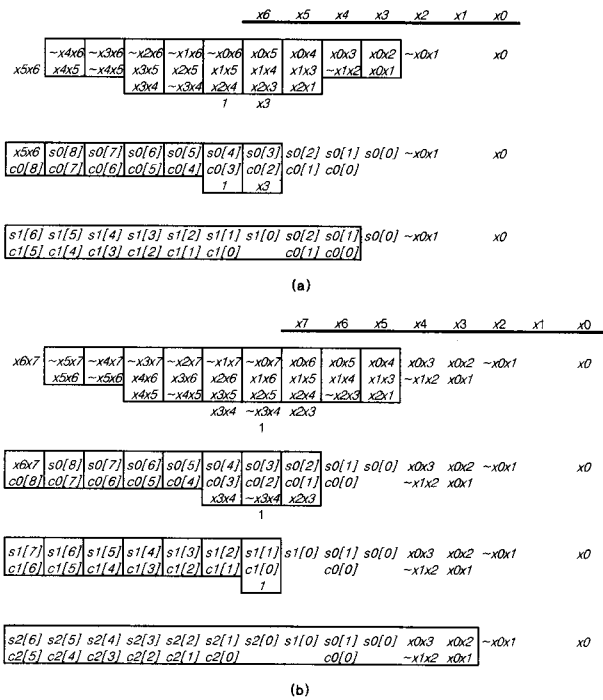 x6 x5 x4 x3 x2 x1 x0
~x4x6 ~x3x6 ~x2x6 ~x1x6 ~x0x6 x0x5 x0x4 x0x3 x0x2 ~x0x1 x0
x5x6 x4x5 ~x4x5 x3x5 x2x5 x1x5 x1x4 x1x3 ~x1x2 x0x1
x3x4 ~x3x4 x2x4 x2x3 x2x1
1 x3
x5x6 s0[8] s0[7] s0[6] s0[5] s0[4] s0[3] s0[2] s0[1] s0[0] ~x0x1 x0
c0[8] c0[7] c0[6] c0[5] c0[4] c0[3] c0[2] c0[1] c0[0]
1 x3
s1[6] s1[5] s1[4] s1[3] s1[2] s1[1] s1[0] s0[2] s0[1] s0[0] ~x0x1 x0
c1[5] c1[4] c1[3] c1[2] c1[1] c1[0] c0[1] c0[0]
(a)
x7 x6 x5 x4 x3 x2 x1 x0
x6x7 ~x5x7 ~x4x7 ~x3x7 ~x2x7 ~x1x7 ~x0x7 x0x6 x0x5 x0x4 x0x3 x0x2 ~x0x1 x0
x5x6 ~x5x6 x4x6 x3x6 x2x6 x1x6 x1x5 x1x4 x1x3 ~x1x2 x0x1
x4x5 ~x4x5 x3x5 x2x5 x2x4 ~x2x3 x2x1
x3x4 ~x3x4 x2x3
1
x6x7 s0[8] s0[7] s0[6] s0[5] s0[4] s0[3] s0[2] s0[1] s0[0] x0x3 x0x2 ~x0x1 x0
c0[8] c0[7] c0[6] c0[5] c0[4] c0[3] c0[2] c0[1] c0[0] ~x1x2 x0x1
x3x4 ~x3x4 x2x3
1
s1[7] s1[6] s1[5] s1[4] s1[3] s1[2] s1[1] s1[0] s0[1] s0[0] x0x3 x0x2 ~x0x1 x0
c1[6] c1[5] c1[4] c1[3] c1[2] c1[1] c1[0] c0[0] ~x1x2 x0x1
1
s2[6] s2[5] s2[4] s2[3] s2[2] s2[1] s2[0] s1[0] s0[1] s0[0] x0x3 x0x2 ~x0x1 x0
c2[5] c2[4] c2[3] c2[2] c2[1] c2[0] c0[0] ~x1x2 x0x1
(b)